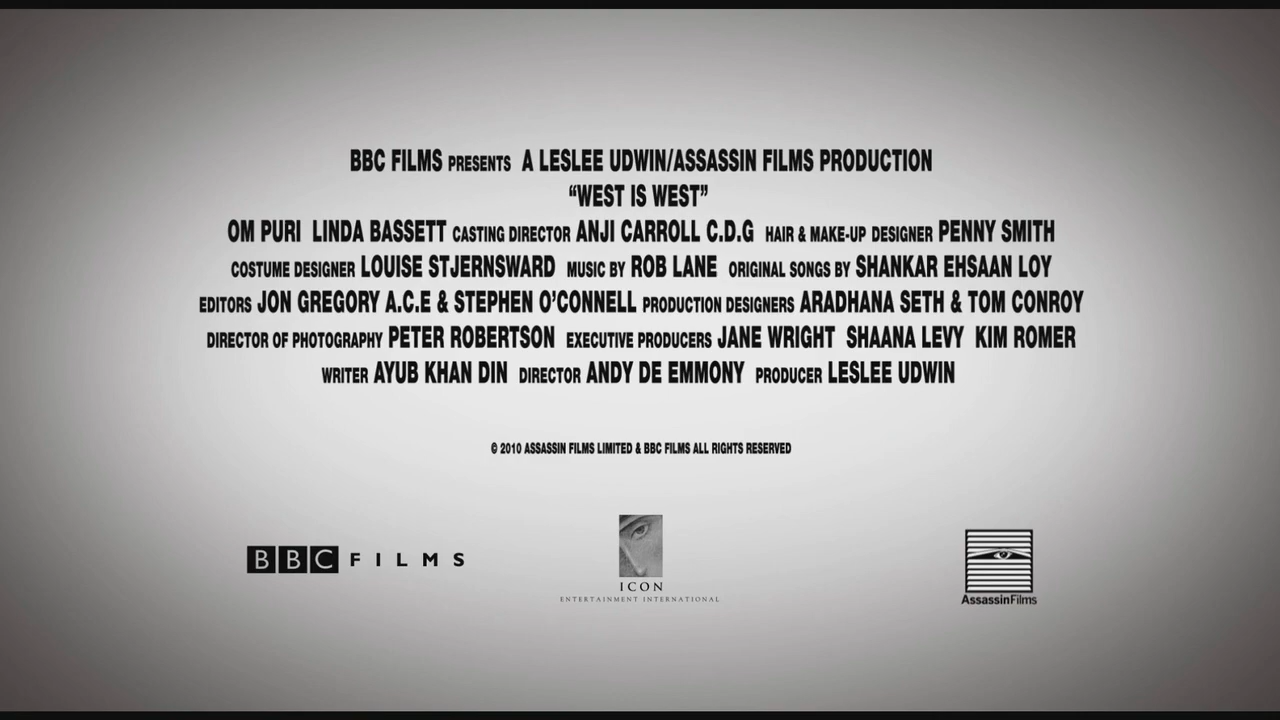 BBC FILMS PRESENTS A LESLEE UDWIN/ASSASSIN FILMS PRODUCTION
“WEST IS WEST”
OM PURI LINDA BASSETT CASTING DIRECTOR ANJI CARROLL C.D.G HAIR & MAKE-UP DESIGNER PENNY SMITH
COSTUME DESIGNER LOUISE STJERNSWARD MUSIC BY ROB LANE ORIGINAL SONGS BY SHANKAR EHSAAN LOY
EDITORS JON GREGORY A.C.E & STEPHEN O’CONNELL PRODUCTION DESIGNERS ARADHANA SETH & TOM CONROY
DIRECTOR OF PHOTOGRAPHY PETER ROBERTSON EXECUTIVE PRODUCERS JANE WRIGHT SHAANA LEVY KIM ROMER
WRITER AYUB KHAN DIN DIRECTOR ANDY DE EMMONY PRODUCER LESLEE UDWIN
© 2010 ASSASSIN FILMS LIMITED & BBC FILMS ALL RIGHTS RESERVED
BBC FILMS
ICON
ENTERTAINMENT INTERNATIONAL
AssassinFilms